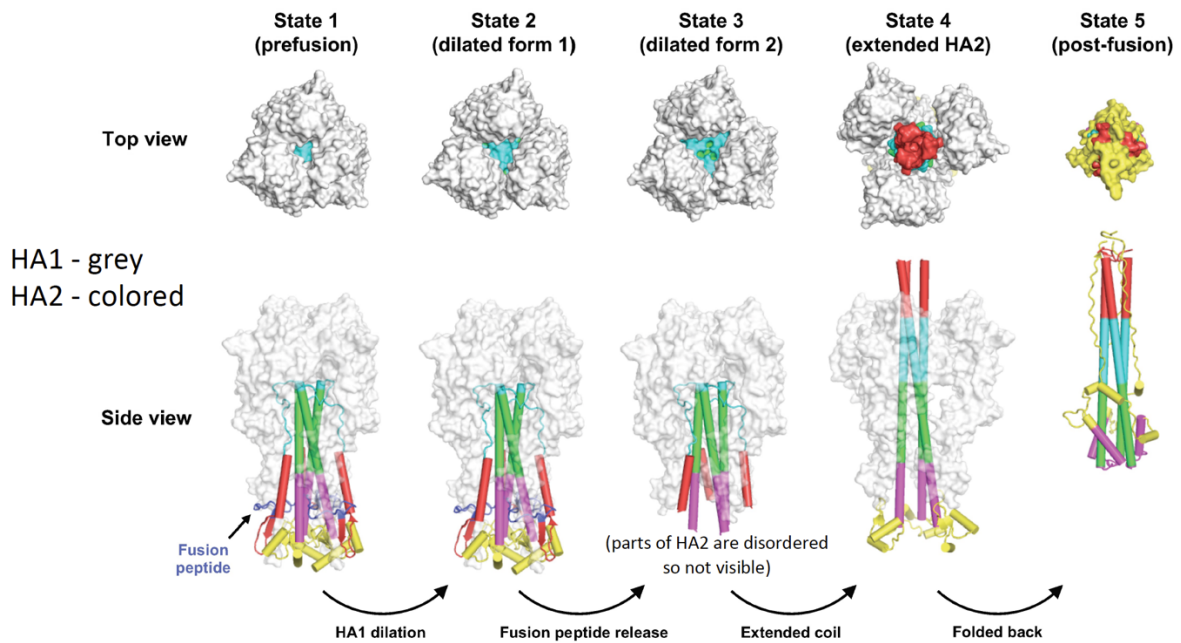 State 1
(prefusion)
State 2
(dilated form 1)
State 3
(dilated form 2)
State 4
(extended HA2)
State 5
(post-fusion)
Top view
HA1 - grey
HA2 - colored
Side view
Fusion
peptide
(parts of HA2 are disordered
so not visible)
HA1 dilation
Fusion peptide release
Extended coil
Folded back